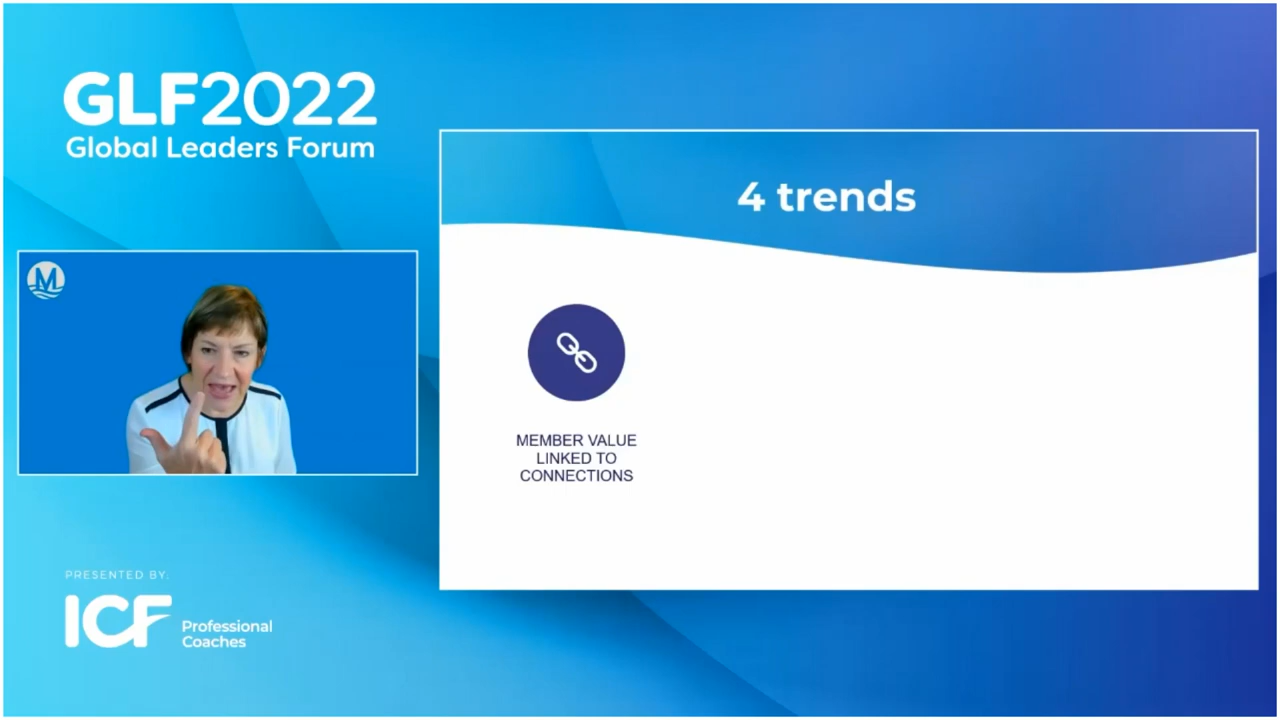 GLF2022
Global Leaders Forum
4 trends
M
MEMBER VALUE
LINKED TO
CONNECTIONS
PRESENTED BY:
ICF Professional
Coaches